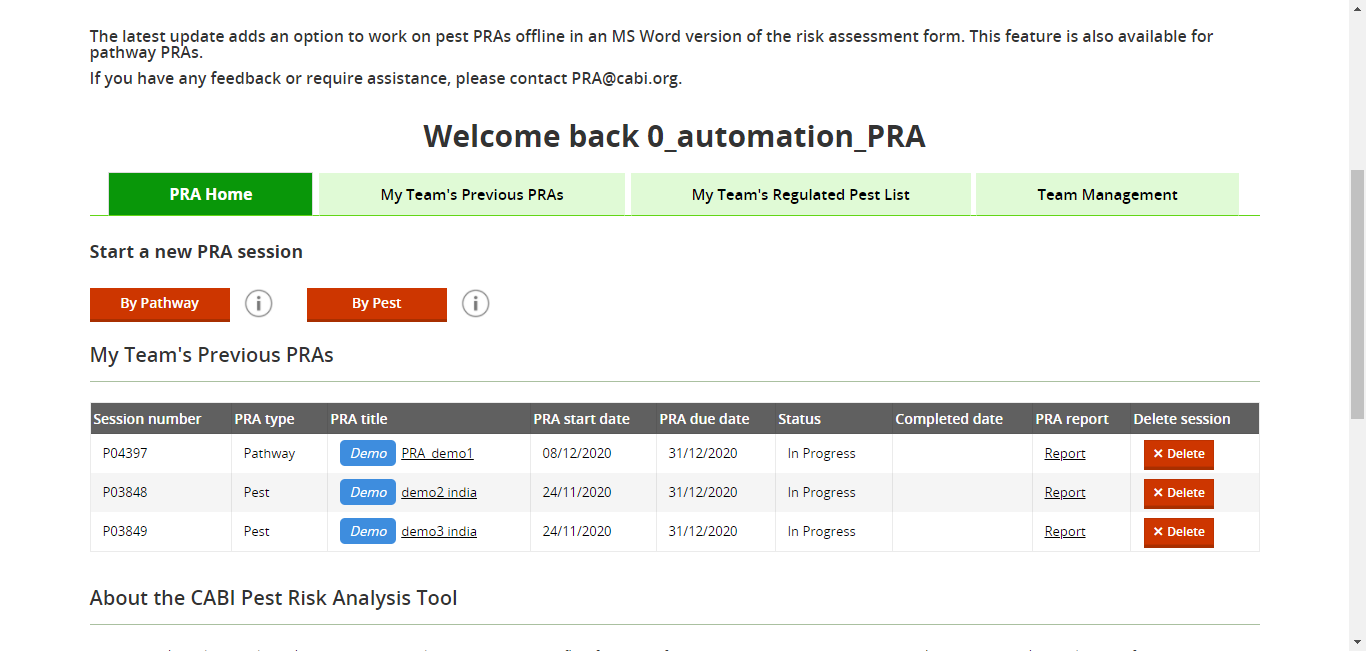 The latest update adds an option to work on pest PRAs offline in an MS Word version of the risk assessment form. This feature is also available for
pathway PRAs.
If you have any feedback or require assistance, please contact PRA@cabi.org.
Welcome back 0_automation_PRA
PRA Home My Team's Previous PRAs My Team's Regulated Pest List Team Management
Start a new PRA session
By Pathway i By Pest i
My Team's Previous PRAs
Session number PRA type PRA title PRA start date PRA due date Status Completed date PRA report Delete session
P04397 Pathway Demo PRA_demo1 08/12/2020 31/12/2020 In Progress Report × Delete
P03848 Pest Demo demo2 india 24/11/2020 31/12/2020 In Progress Report × Delete
P03849 Pest Demo demo3 india 24/11/2020 31/12/2020 In Progress Report × Delete
About the CABI Pest Risk Analysis Tool